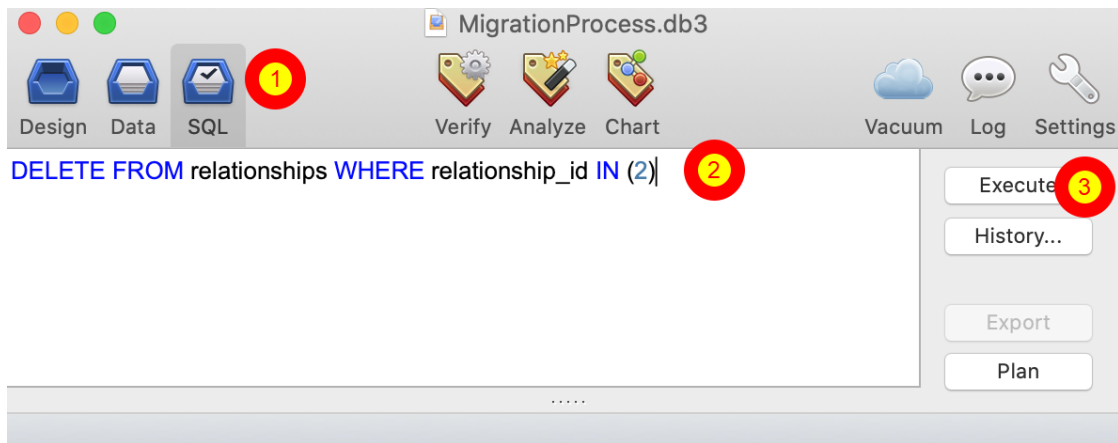 MigrationProcess.db3
1
Design Data SQL Verify Analyze Chart Vacuum Log Settings
DELETE FROM relationships WHERE relationship_id IN (2)
2
Execute
3
History...
Export
Plan